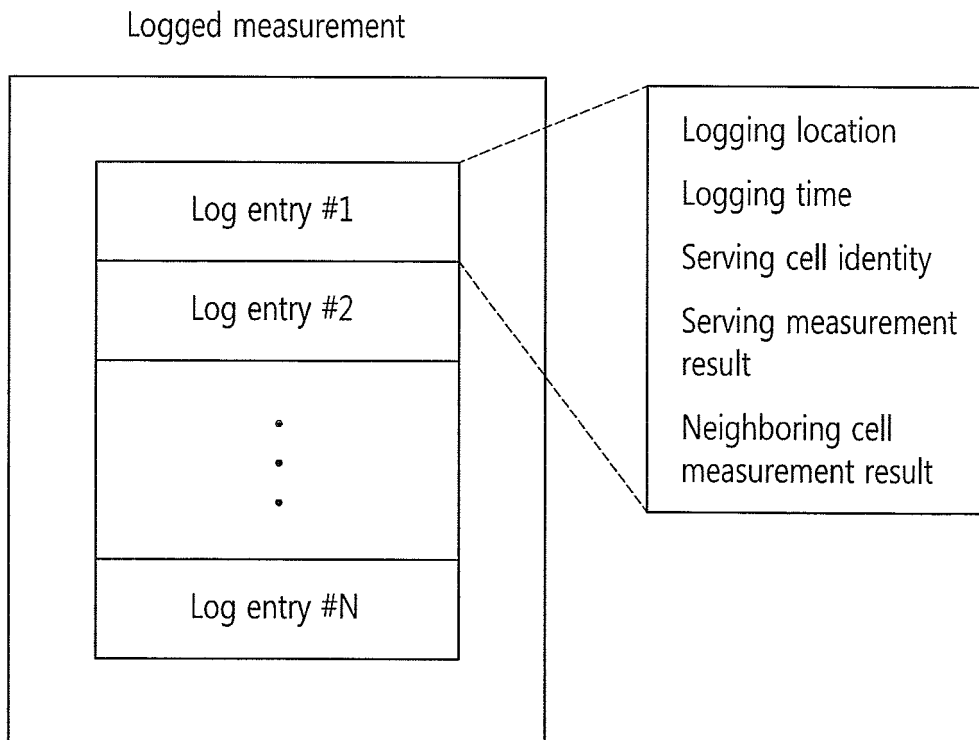 Logged measurement
Log entry #1
Log entry #2
Log entry #N
Logging location
Logging time
Serving cell identity
Serving measurement
result
Neighboring cell
measurement result